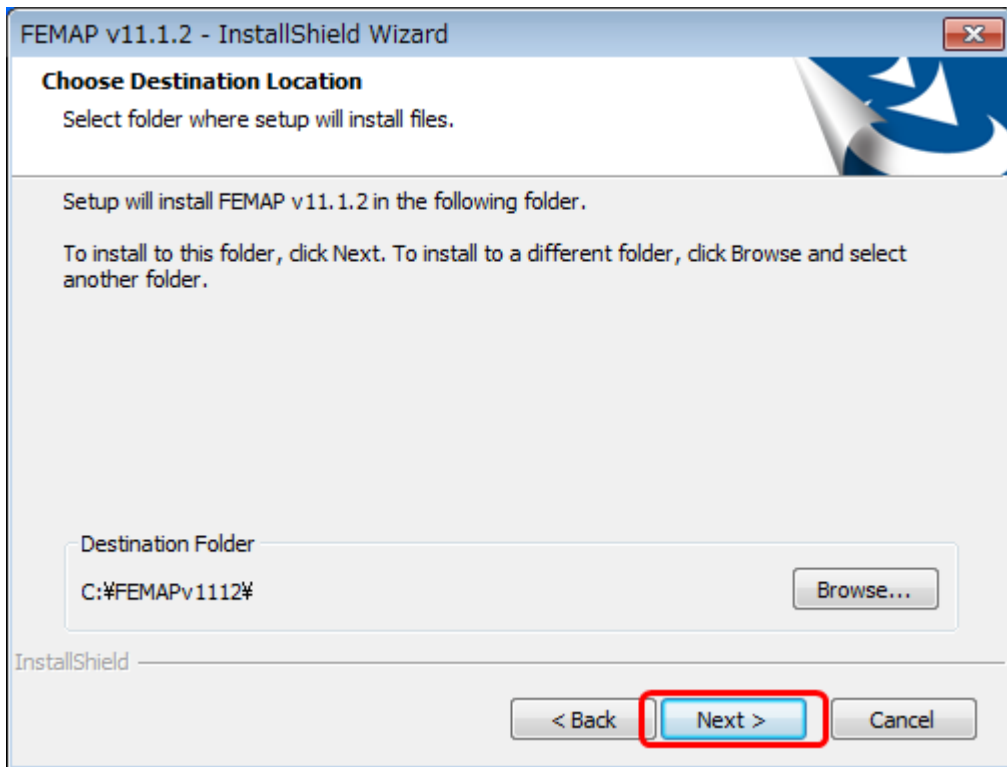 FEMAP v11.1.2 - InstallShield Wizard
Choose Destination Location
Select folder where setup will install files.
Setup will install FEMAP v11.1.2 in the following folder.
To install to this folder, click Next. To install to a different folder, click Browse and select
another folder.
Destination Folder
C:¥FEMAPv1112¥
Browse...
InstallShield
< Back
Next >
Cancel